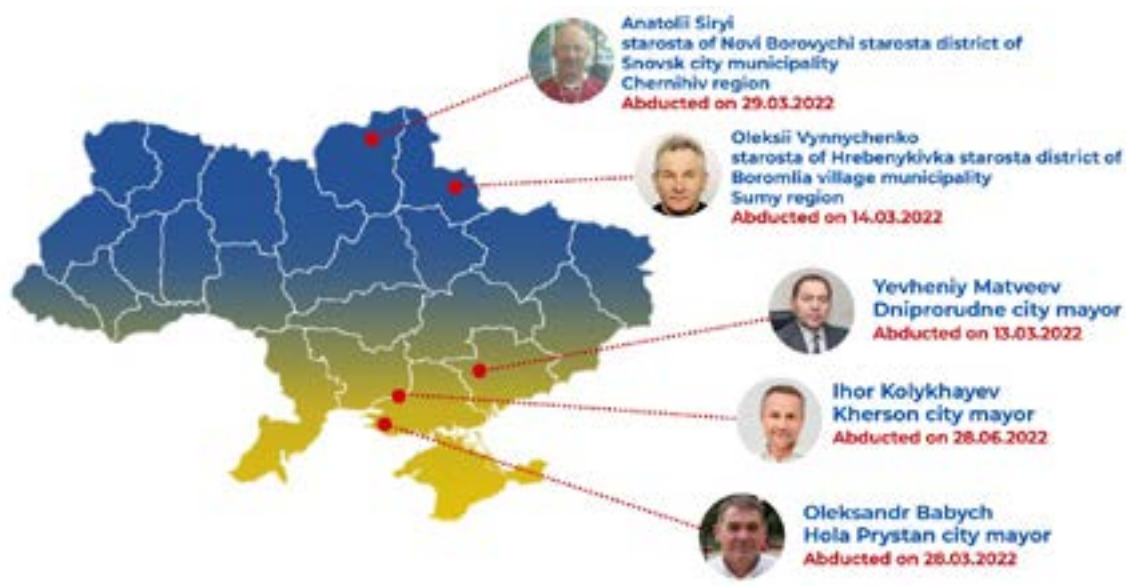 Anatolii Siryi
starosta of Novi Borovychi starosta district of
Snovsk city municipality
Chernihiv region
Abducted on 29.03.2022
Oleksii Vynnychenko
starosta of Hrebenykivka starosta district of
Boromlia village municipality
Sumy region
Abducted on 14.03.2022
Yevheniy Matveev
Dniprorudne city mayor
Abducted on 13.03.2022
Ihor Kolykhayev
Kherson city mayor
Abducted on 28.06.2022
Oleksandr Babych
Hola Prystan city mayor
Abducted on 28.03.2022